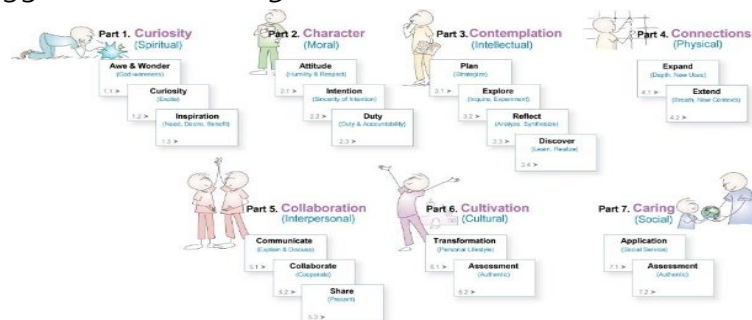 Part 1. Curiosity
(Spiritual)
Awe & Wonder
(God-awareness)
1.1 >
Curiosity
(Excite)
1.2 >
Inspiration
(Need, Desire, Benefit)
1.3 >
Part 2. Character
(Moral)
Attitude
(Humility & Respect)
2.1 >
Intention
(Sincerity of Intention)
2.2 >
Duty
(Duty & Accountability)
2.3 >
Part 3. Contemplation
(Intellectual)
Plan
(Strategize)
3.1 >
Explore
(Inquire, Experiment)
3.2 >
Reflect
(Analyze, Synthesize)
3.3 >
Discover
(Learn, Realize)
3.4 >
Part 4. Connections
(Physical)
Expand
(Depth, New Uses)
4.1 >
Extend
(Breath, New Contexts)
4.2 >
Part 5. Collaboration
(Interpersonal)
Communicate
(Explain & Discuss)
5.1 >
Collaborate
(Cooperate)
5.2 >
Share
(Present)
5.3 >
Part 6. Cultivation
(Cultural)
Transformation
(Personal Lifestyle)
6.1 >
Assessment
(Authentic)
6.2 >
Part 7. Caring
(Social)
Application
(Social Service)
7.1 >
Assessment
(Authentic)
7.2 >